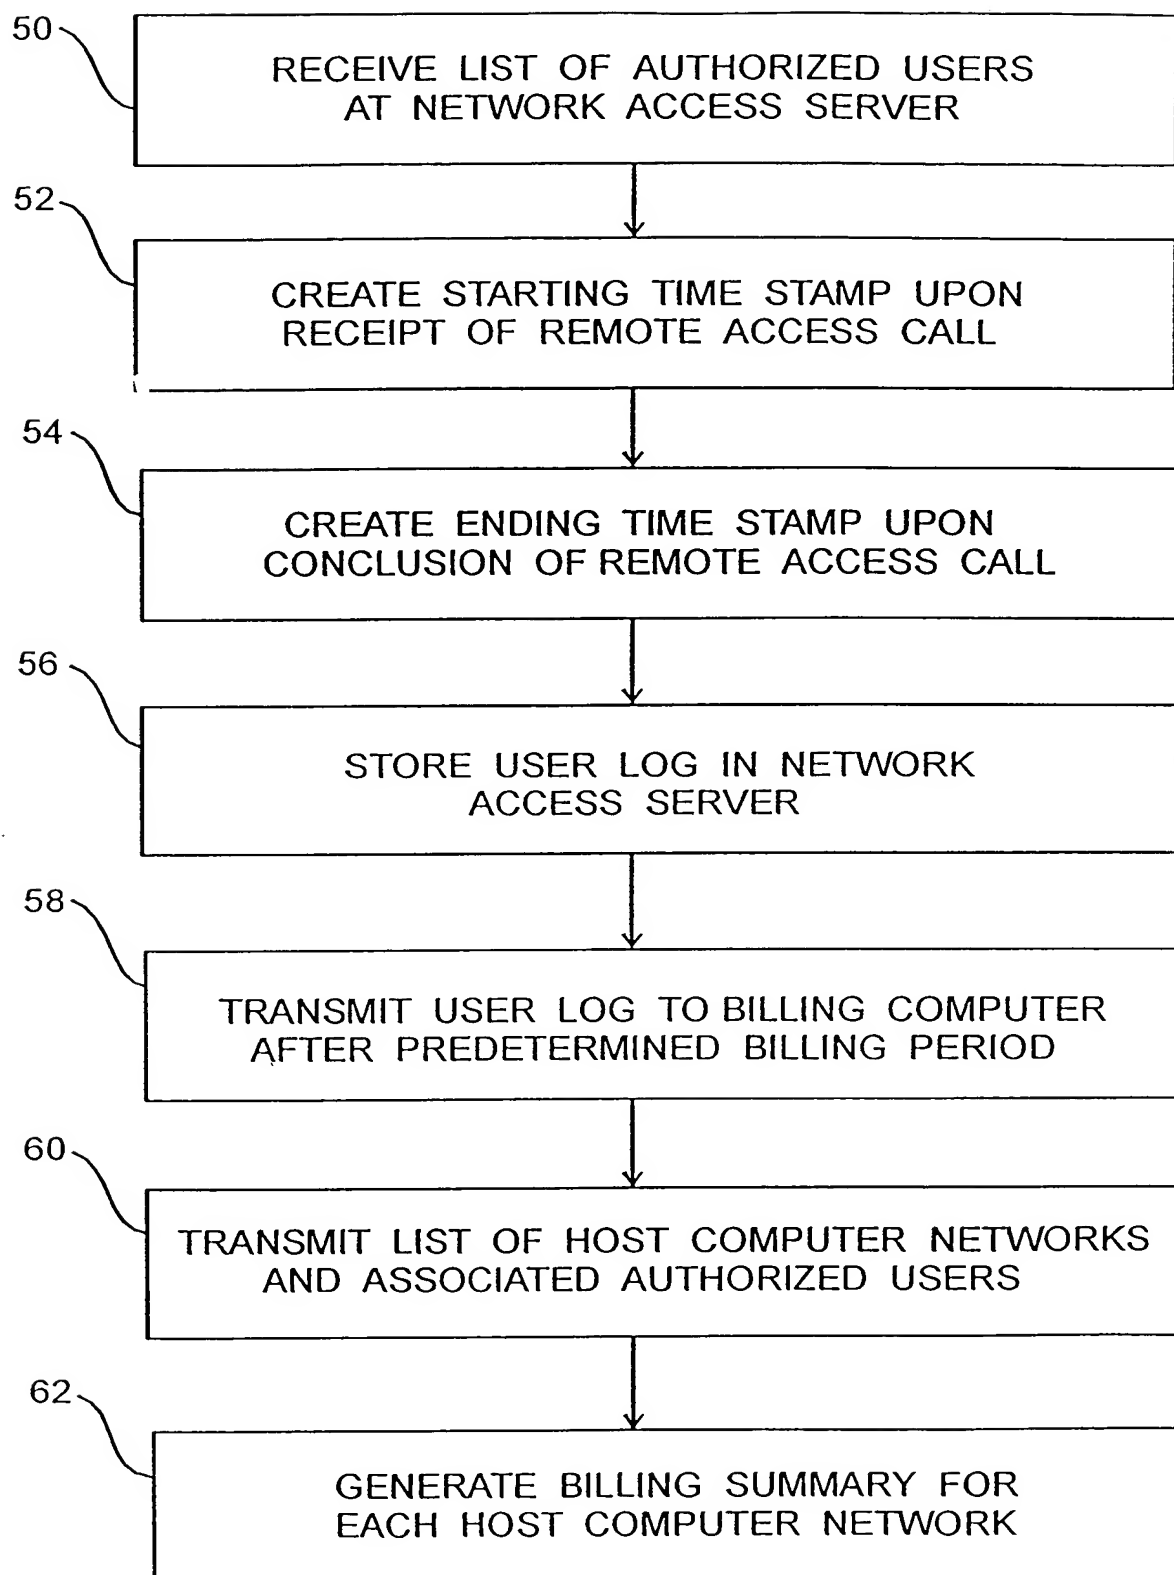 50
RECEIVE LIST OF AUTHORIZED USERS
AT NETWORK ACCESS SERVER
52
CREATE STARTING TIME STAMP UPON
RECEIPT OF REMOTE ACCESS CALL
54
CREATE ENDING TIME STAMP UPON
CONCLUSION OF REMOTE ACCESS CALL
56
STORE USER LOG IN NETWORK
ACCESS SERVER
58
TRANSMIT USER LOG TO BILLING COMPUTER
AFTER PREDETERMINED BILLING PERIOD
60
TRANSMIT LIST OF HOST COMPUTER NETWORKS
AND ASSOCIATED AUTHORIZED USERS
62
GENERATE BILLING SUMMARY FOR
EACH HOST COMPUTER NETWORK